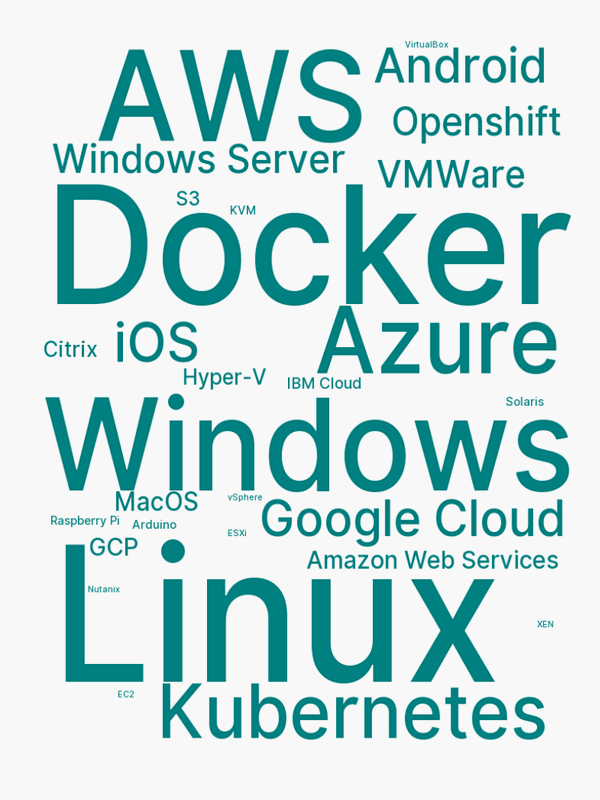 VirtualBox
AWS
Android
Openshift
Windows Server
VMWare
S3
KVM
Docker
iOS
Azure
Citrix
Hyper-V
IBM Cloud
Solaris
Windows
MacOS
vSphere
Google Cloud
Raspberry Pi
Arduino
ESXi
GCP
Amazon Web Services
Linux
Nutanix
XEN
EC2
Kubernetes